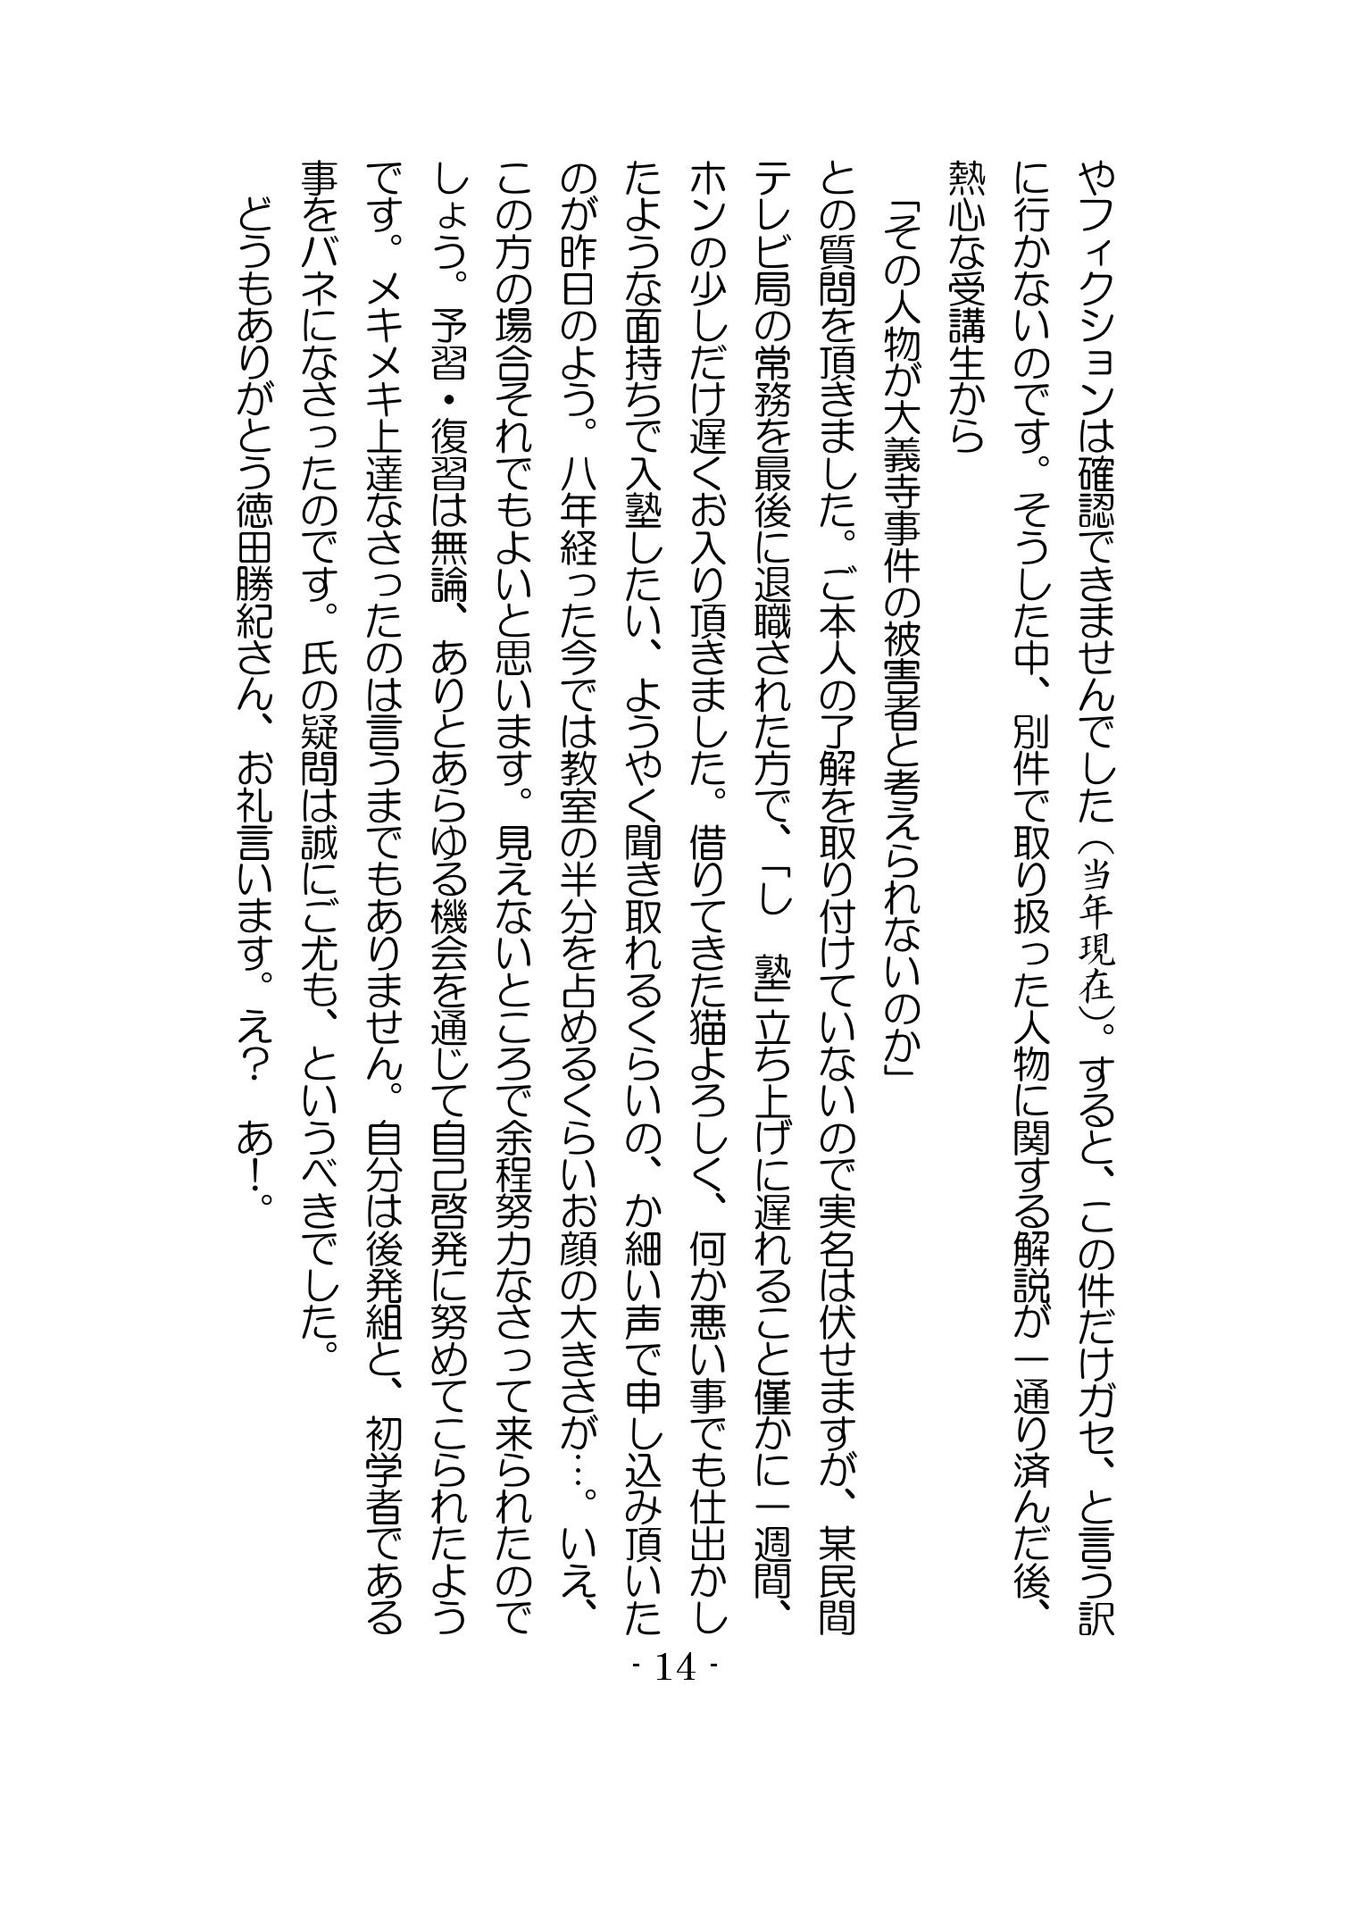 やフィクションは確認できませんでした（当年現在）。すると、この件だけガセ、と言う訳
に行かないのです。そうした中、別件で取り扱った人物に関する解説が一通り済んだ後、
熱心な受講生から
「その人物が大義寺事件の被害者と考えられないのか」
との質問を頂きました。ご本人の了解を取り付けていないので実名は伏せますが、某民間
テレビ局の常務を最後に退職された方で、「し　塾」立ち上げに遅れること僅かに一週間、
ホンの少しだけ遅くお入り頂きました。借りてきた猫よろしく、何か悪い事でも仕出かし
たような面持ちで入塾したい、ようやく聞き取れるくらいの、か細い声で申し込み頂いた
のが昨日のよう。八年経った今では教室の半分を占めるくらいお顔の大きさが…。いえ、
この方の場合それでもよいと思います。見えないところで余程努力なさって来られたので
しょう。予習・復習は無論、ありとあらゆる機会を通じて自己啓発に努めてこられたよう
です。メキメキ上達なさったのは言うまでもありません。自分は後発組と、初学者である
事をバネになさったのです。氏の疑問は誠にご尤も、というべきでした。
どうもありがとう徳田勝紀さん、お礼言います。え？　あ！。
- 14 -